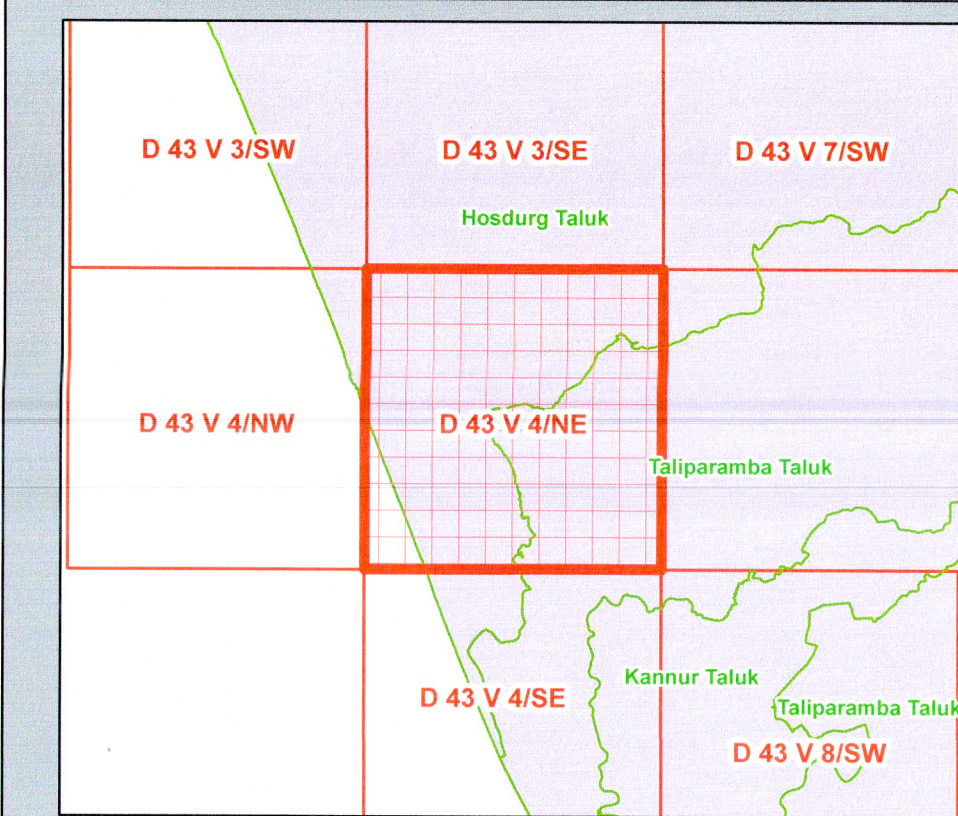 D 43 V 3/SW
D 43 V 3/SE
D 43 V 7/SW
Hosdurg Taluk
D 43 V 4/NW
D 43 V 4/NE
Taliparamba Taluk
Kannur Taluk
D 43 V 4/SE
Taliparamba Taluk
D 43 V 8/SW